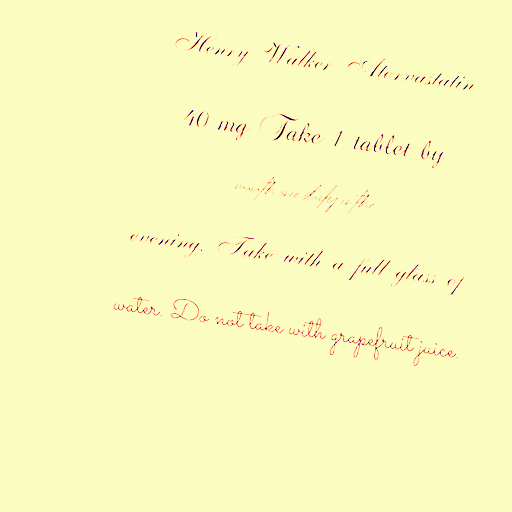 Henry Walker Atorvastatin
40 mg Take 1 tablet by
mouth once daily in the
evening. Take with a full glass of
water. Do not take with grapefruit juice.